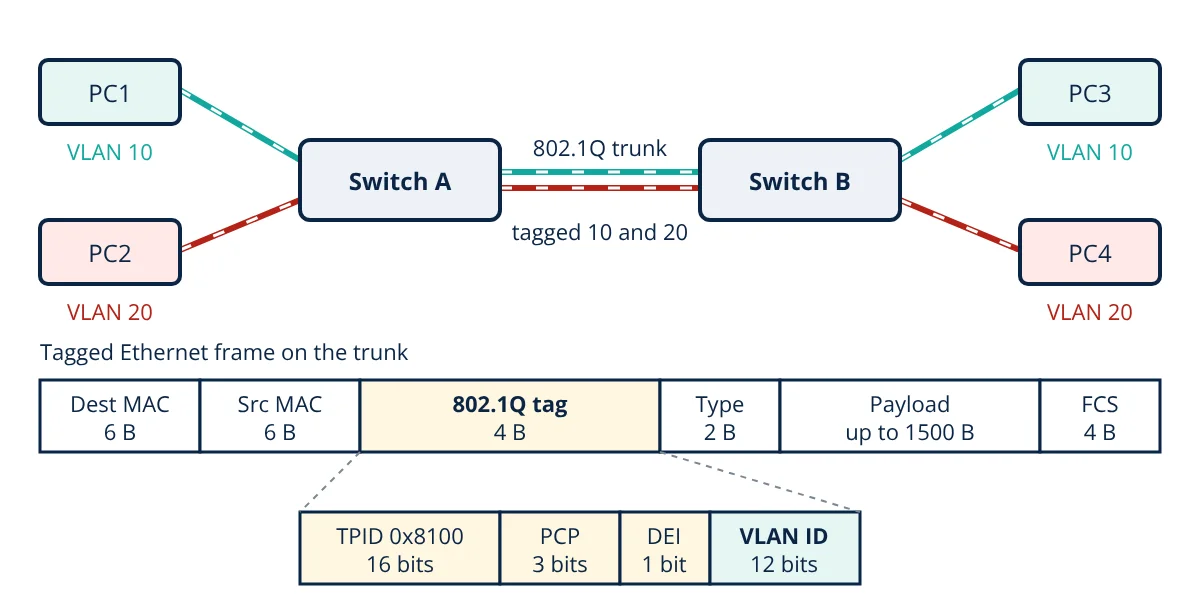 PC1
VLAN 10
PC2
VLAN 20
Switch A
802.1Q trunk
tagged 10 and 20
Switch B
PC3
VLAN 10
PC4
VLAN 20
Tagged Ethernet frame on the trunk
Dest MAC
6 B
Src MAC
6 B
802.1Q tag
4 B
Type
2 B
Payload
up to 1500 B
FCS
4 B
TPID 0x8100
16 bits
PCP
3 bits
DEI
1 bit
VLAN ID
12 bits